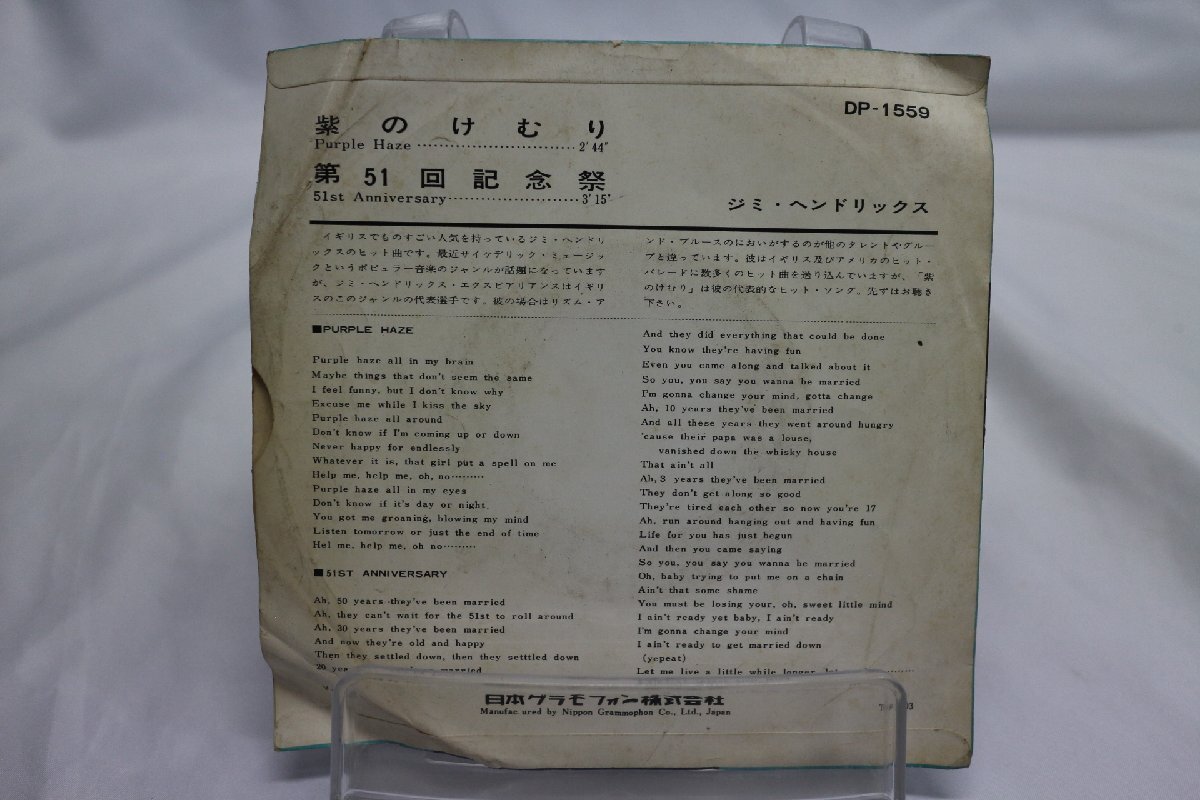 DP-1559
紫のけむり
Purple Haze 2'44"
第51回記念祭
51st Anniversary 3'15'
ジミ・ヘンドリックス
イギリスでものすごい人気を持っているジミ・ヘンドリ
ックスのヒット曲です。最近サイケデリック・ミュージッ
クというポピュラー音楽のジャンルが話題になっています
が、ジミ・ヘンドリックス・エクスピアリアンスはイギリ
スのこのジャンルの代表選手です。彼の場合はリズム・ア
ンド・ブルースのにおいがするのが他のタレントやグルー
プと違っています。彼はイギリス及びアメリカのヒット・
パレードに数多くのヒット曲を送り込んでいますが、「紫
のけむり」は彼の代表的なヒット・ソング。先ずはお聴き
下さい。
■PURPLE HAZE
Purple haze all in my brain
Maybe things that don't seem the same
I feel funny, but I don't know why
Excuse me while I kiss the sky
Purple haze all around
Don't know if I'm coming up or down
Never happy for endlessly
Whatever it is, that girl put a spell on me
Help me, help me, oh, no………
Purple haze all in my eyes
Don't know if it's day or night,
You got me groaning, blowing my mind
Listen tomorrow or just the end of time
Hel me, help me, oh no………
■51ST ANNIVERSARY
Ah, 50 years they've been married
Ah, they can't wait for the 51st to roll around
Ah, 30 years they've been married
And now they're old and happy
Then they settled down, then they setttled down
20 married
And they did everything that could be done
You know they're having fun
Even you came along and talked about it
So you, you say you wanna be married
I'm gonna change your mind, gotta change
Ah, 10 years they've been married
And all these years they went around hungry
'cause their papa was a louse,
vanished down the whisky house
That ain't all
Ah, 3 years they've been married
They don't get along so good
They're tired each other so now you're 17
Ah, run around hanging out and having fun
Life for you has just begun
And then you came saying
So you, you say you wanna be married
Oh, baby trying to put me on a chain
Ain't that some shame
You must be losing your, oh, sweet little mind
I ain't ready yet baby, I ain't ready
I'm gonna change your mind
I ain't ready to get married down
(yepeat)
Let me live a little while longer,
日本グラモフォン株式会社
Manufac ured by Nippon Grammophon Co., Ltd., Japan